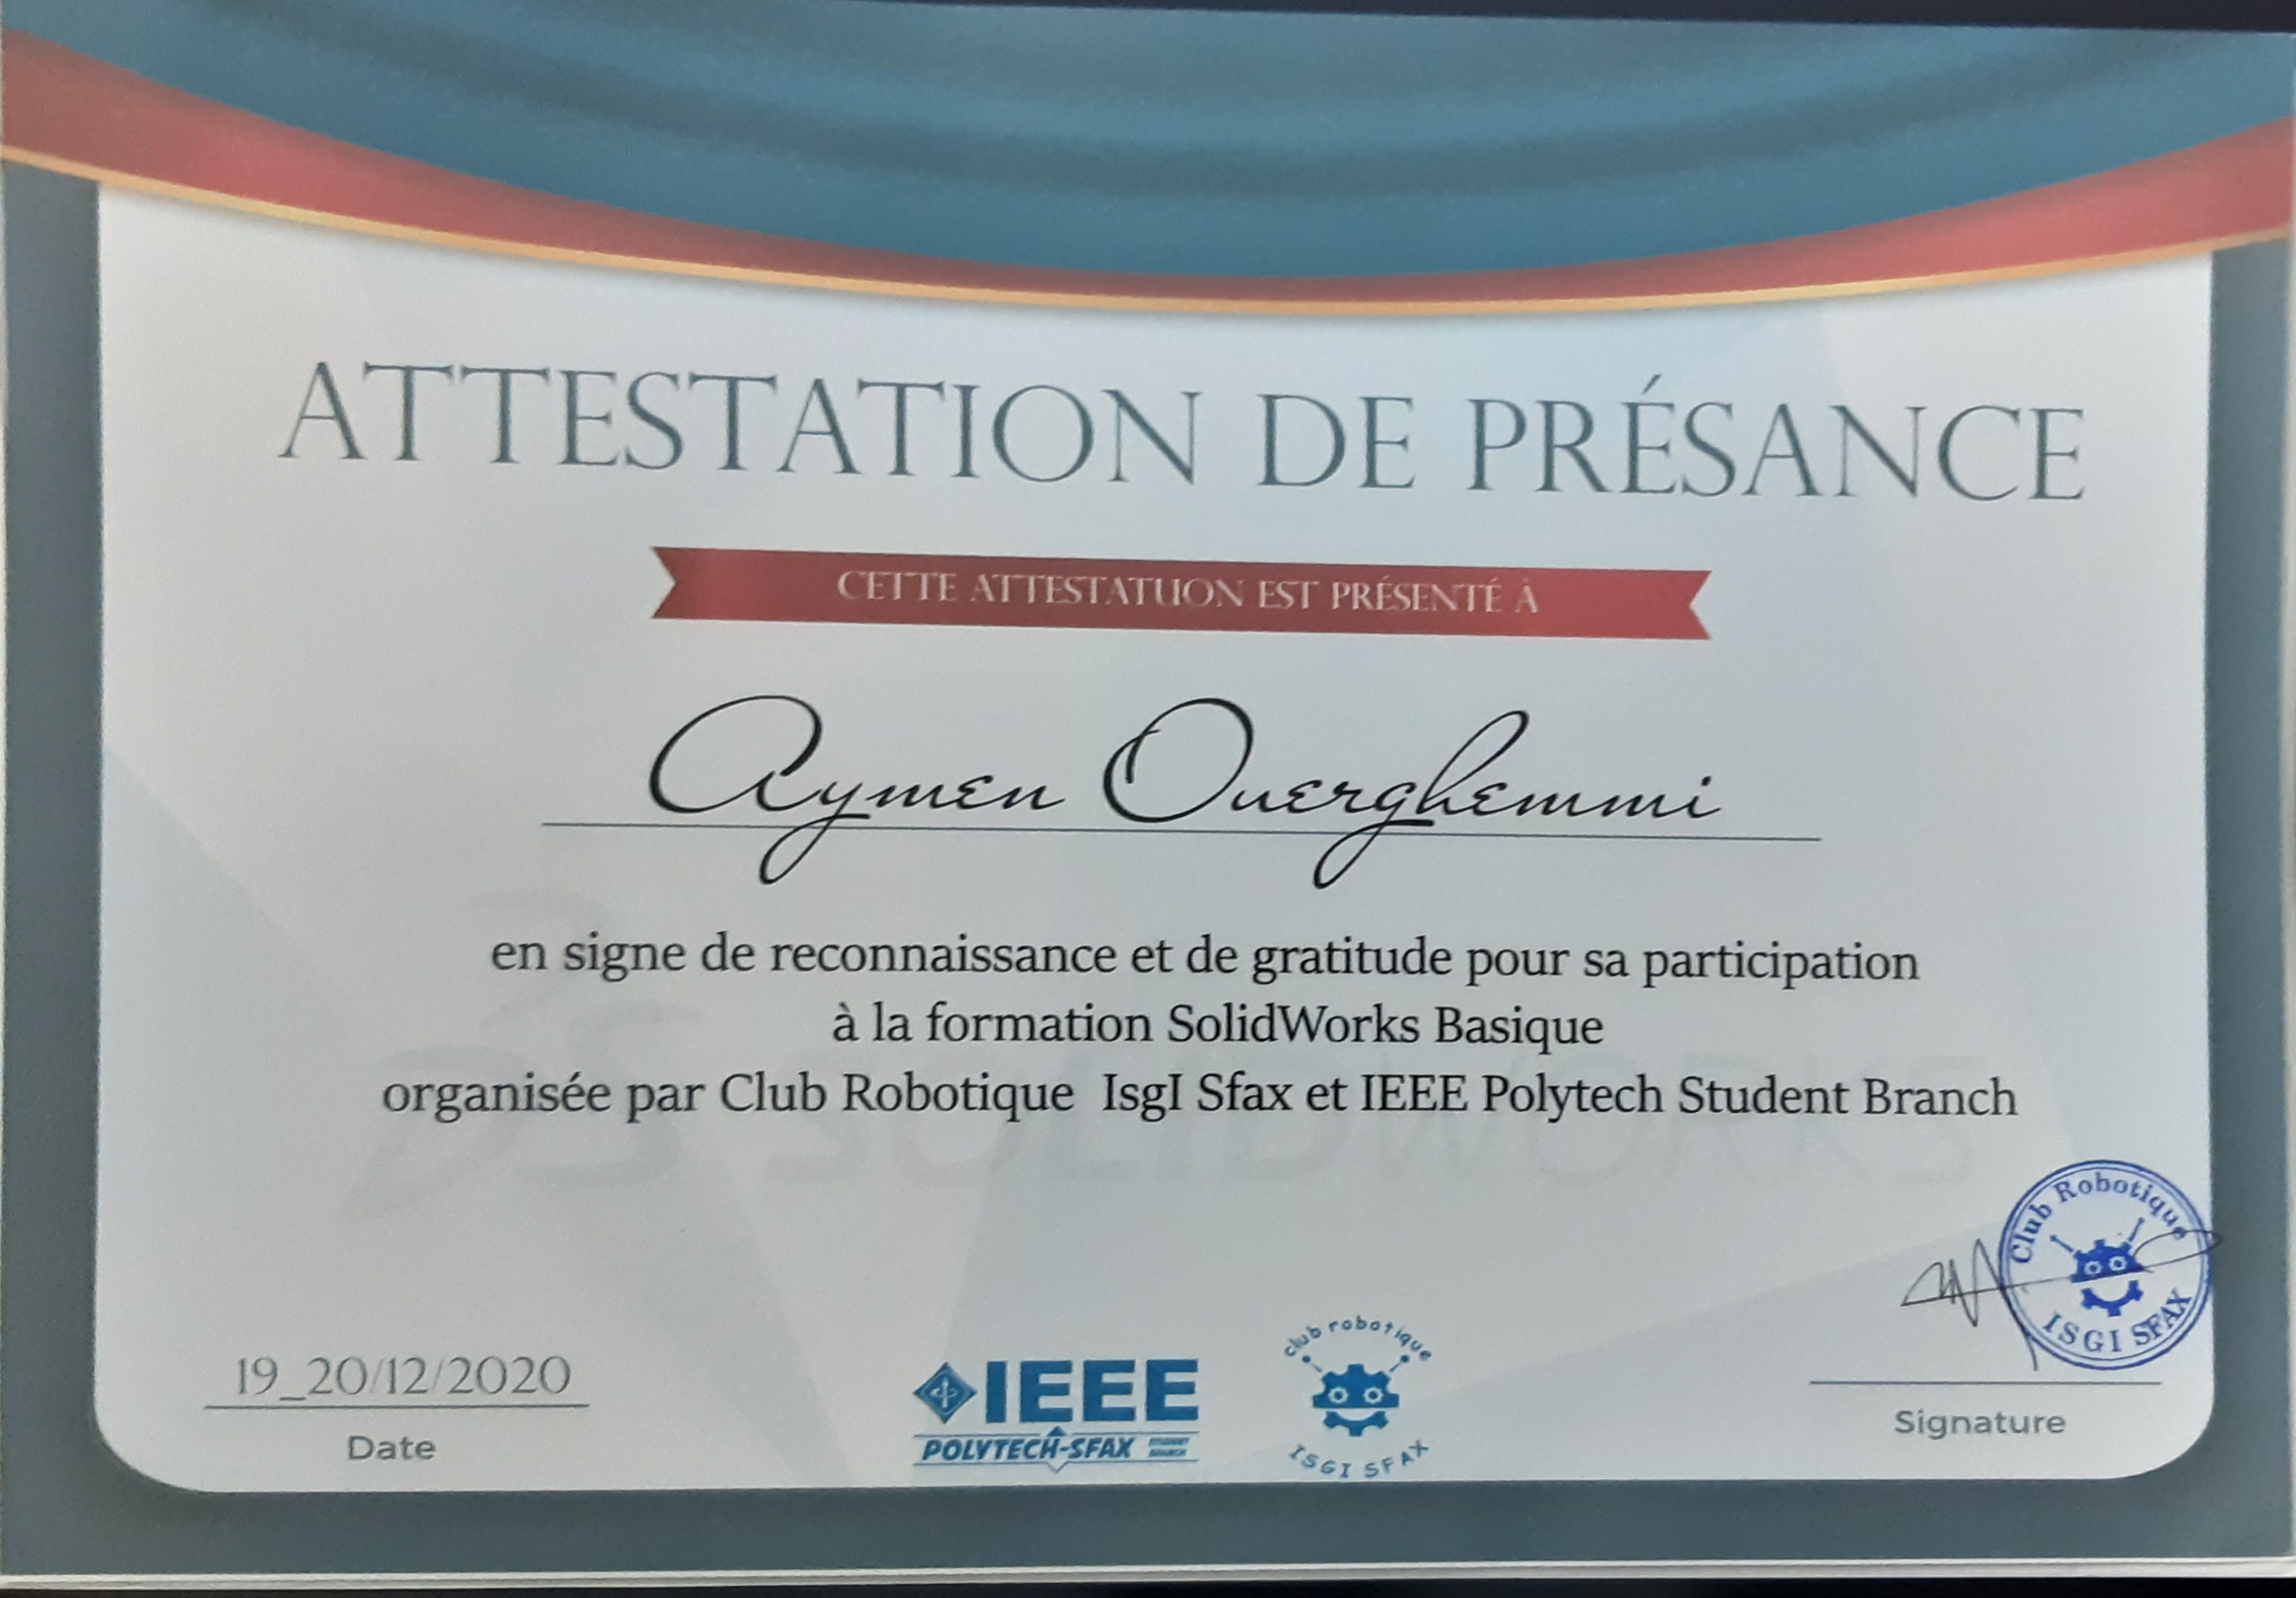 ATTESTATION DE PRÉSANCE
CETTE ATTESTATUON EST PRÉSENTÉ À
Aymen Ouerghemmi
en signe de reconnaissance et de gratitude pour sa participation
à la formation SolidWorks Basique
organisée par Club Robotique IsgI Sfax et IEEE Polytech Student Branch
SOLIDWORKS
Club Robotique
ISGI SFAX
19_20/12/2020
Date
IEEE
POLYTECH-SFAX STUDENT BRANCH
club robotique
ISGI SFAX
Signature